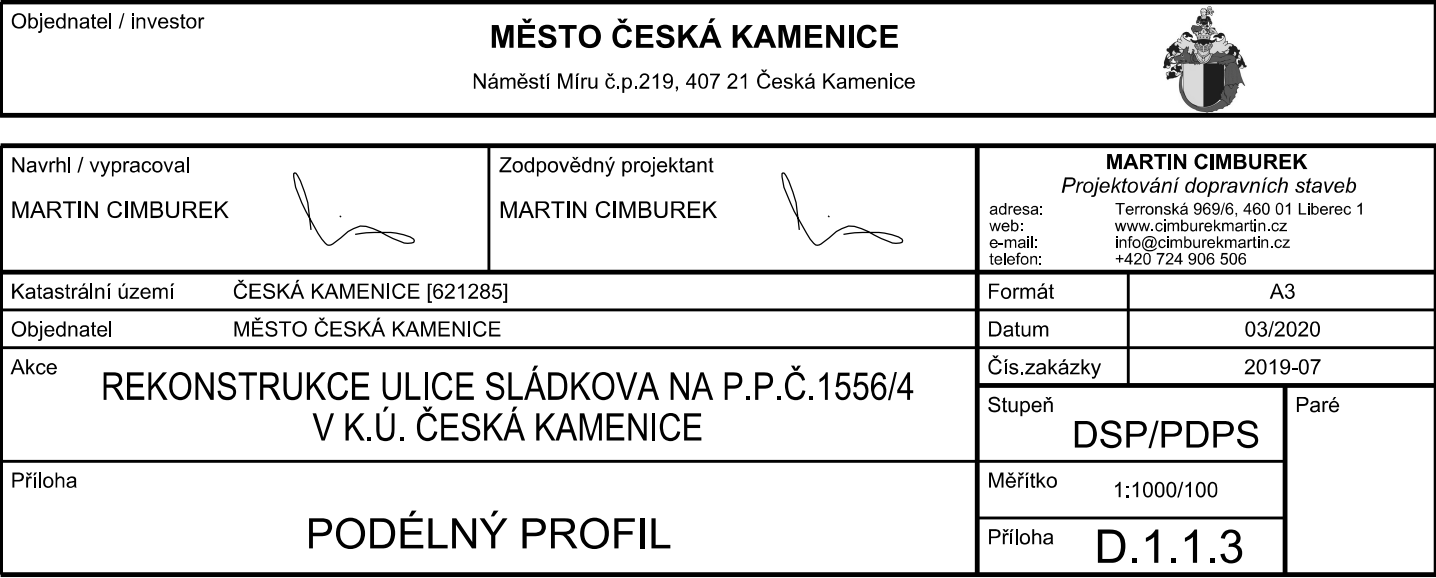 Objednatel / investor
MĚSTO ČESKÁ KAMENICE
Náměstí Míru č.p.219, 407 21 Česká Kamenice
Navrhl / vypracoval
MARTIN CIMBUREK
Zodpovědný projektant
MARTIN CIMBUREK
MARTIN CIMBUREK
Projektování dopravních staveb
adresa: Terronská 969/6, 460 01 Liberec 1
web: www.cimburekmartin.cz
e-mail: info@cimburekmartin.cz
telefon: +420 724 906 506
Katastrální území ČESKÁ KAMENICE [621285]
Objednatel MĚSTO ČESKÁ KAMENICE
Formát A3
Datum 03/2020
Čís.zakázky 2019-07
Akce
REKONSTRUKCE ULICE SLÁDKOVA NA P.P.Č.1556/4
V K.Ú. ČESKÁ KAMENICE
Stupeň
DSP/PDPS
Paré
Příloha
PODÉLNÝ PROFIL
Měřítko 1:1000/100
Příloha D.1.1.3